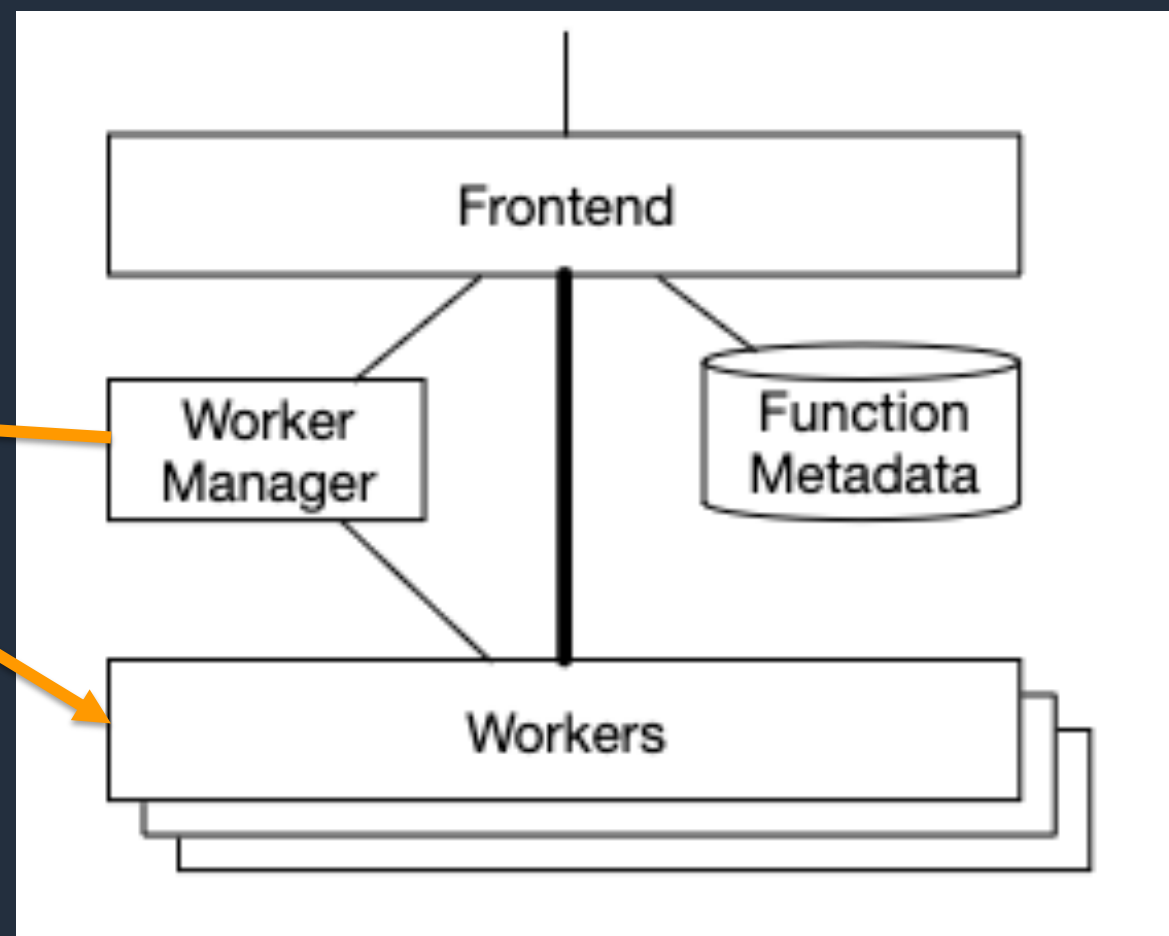 Frontend
Worker
Manager
Function
Metadata
Workers